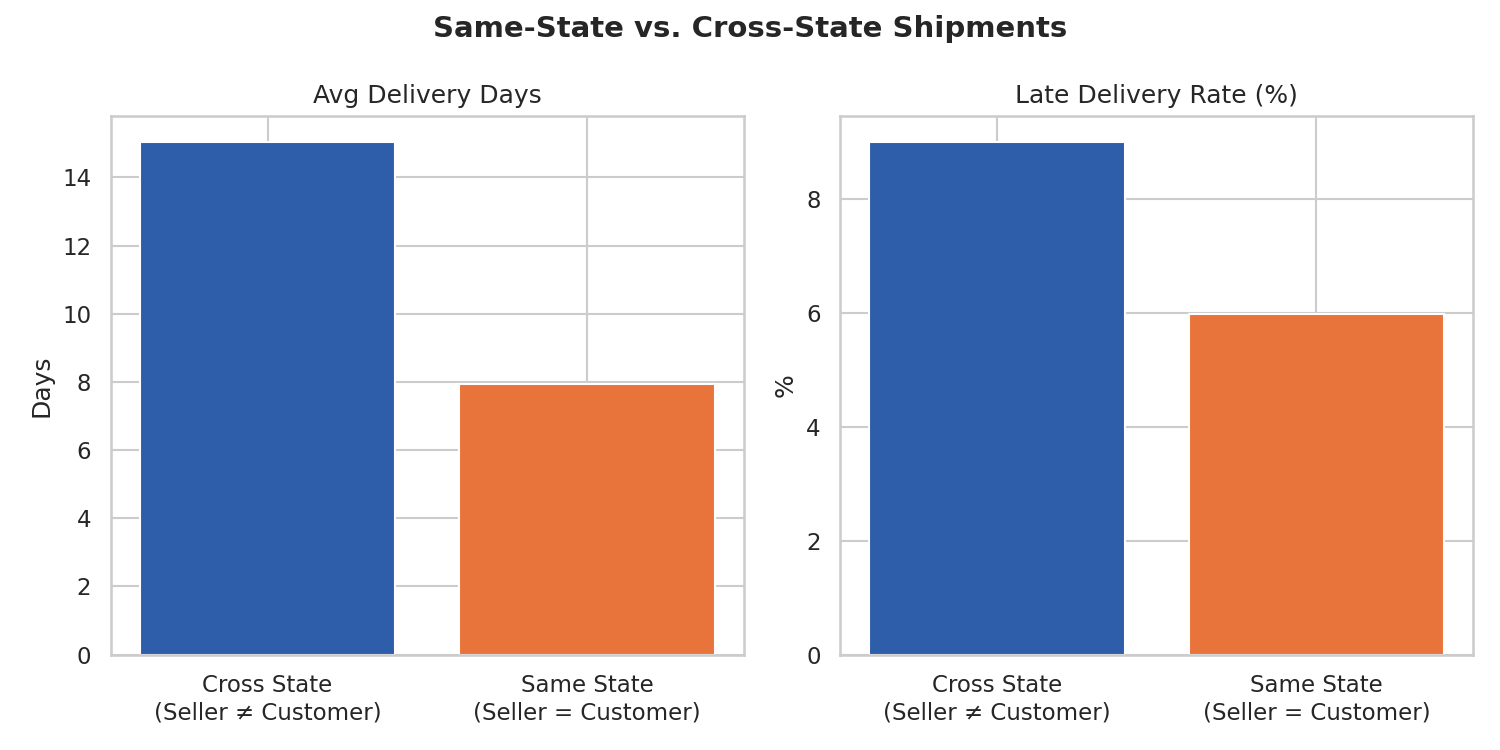 Same-State vs. Cross-State Shipments
Avg Delivery Days
14
12
10
8
6
4
2
0
Days
Cross State
(Seller ≠ Customer)
Same State
(Seller = Customer)
Late Delivery Rate (%)
8
6
4
2
0
%
Cross State
(Seller ≠ Customer)
Same State
(Seller = Customer)